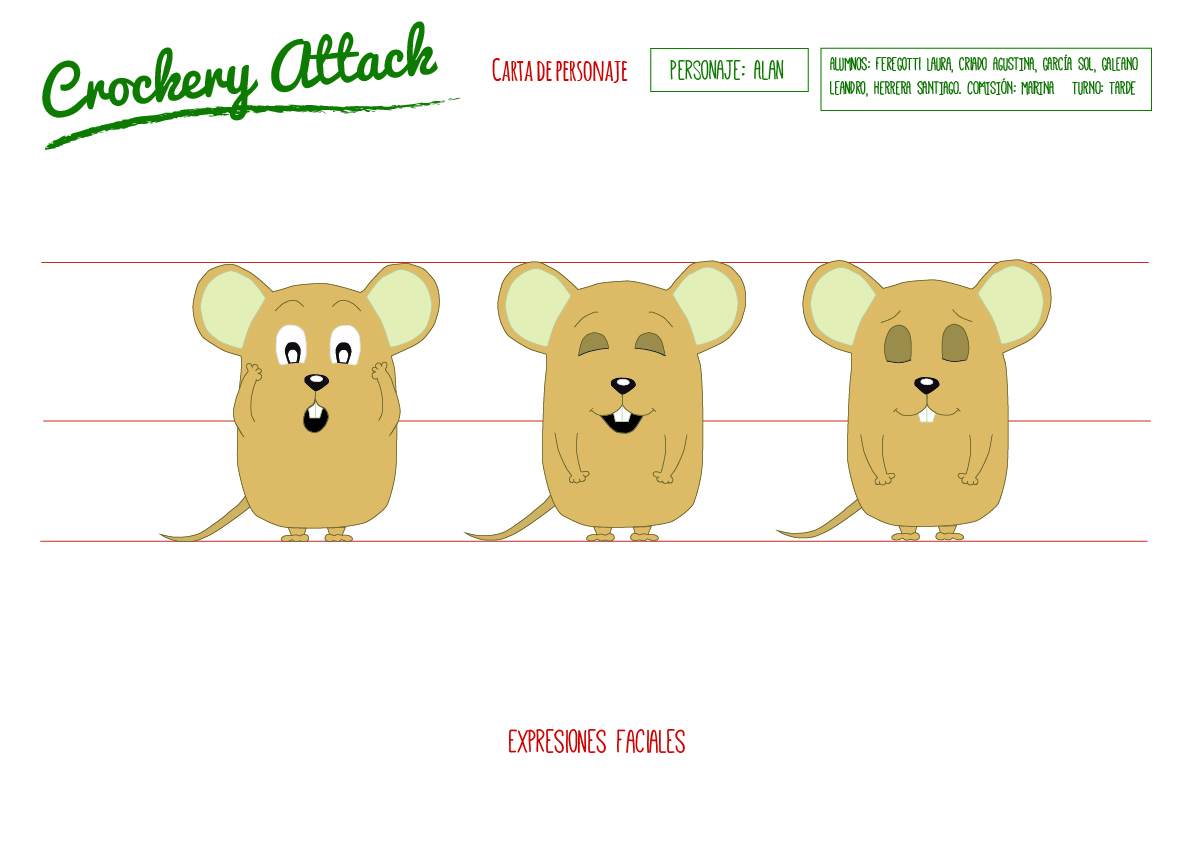 Crockery Attack
CARTA DE PERSONAJE
PERSONAJE: ALAN
ALUMNOS: FEREGOTTI LAURA, CRIADO AGUSTINA, GARCÍA SOL, GALEANO
LEANDRO, HERRERA SANTIAGO. COMISIÓN: MARINA TURNO: TARDE
EXPRESIONES FACIALES